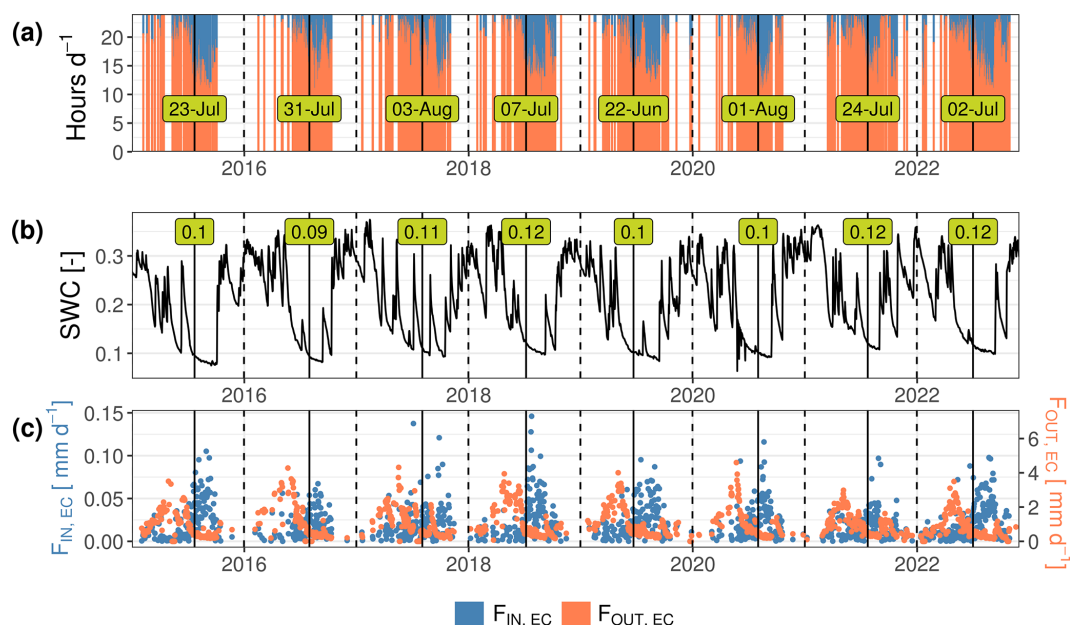 (a)
Hours d⁻¹
20
15
10
5
0
23-Jul 31-Jul 03-Aug 07-Jul 22-Jun 01-Aug 24-Jul 02-Jul
2016 2018 2020 2022
(b)
SWC [-]
0.3
0.2
0.1
0.1 0.09 0.11 0.12 0.1 0.1 0.12 0.12
2016 2018 2020 2022
(c)
F_IN, EC [ mm d⁻¹]
0.15
0.10
0.05
0.00
6
4
2
0
F_OUT, EC [ mm d⁻¹]
2016 2018 2020 2022
F_IN, EC F_OUT, EC